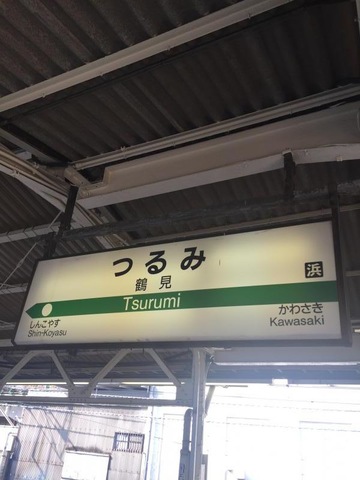 つるみ
鶴見
浜
Tsurumi
しんこやす
Shin-Koyasu
かわさき
Kawasaki